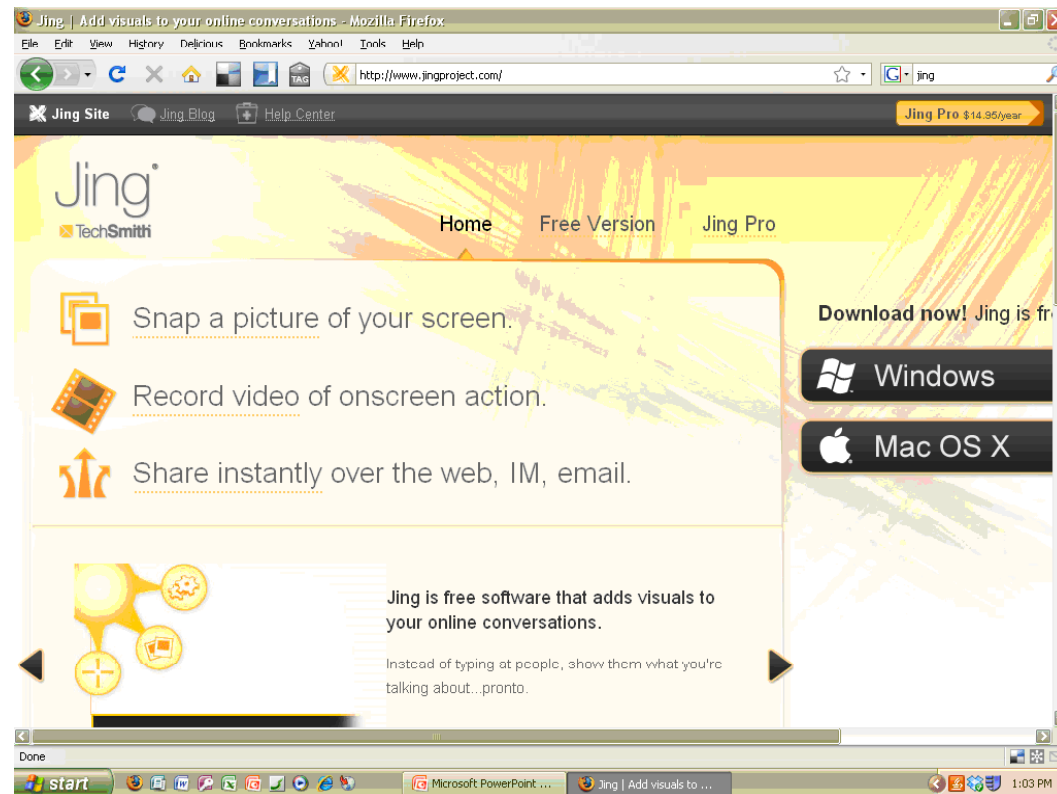 Jing | Add visuals to your online conversations - Mozilla Firefox
File Edit View History Delicious Bookmarks Yahoo! Tools Help
TAG http://www.jingproject.com/ G jing
Jing Site Jing Blog Help Center Jing Pro $14.95/year
Jing
TechSmith
Home Free Version Jing Pro
Snap a picture of your screen.
Download now! Jing is fr
Windows
Record video of onscreen action.
Mac OS X
Share instantly over the web, IM, email.
Jing is free software that adds visuals to
your online conversations.
Instead of typing at people, show them what you're
talking about...pronto.
Done
start Microsoft PowerPoint ... Jing | Add visuals to ... 1:03 PM